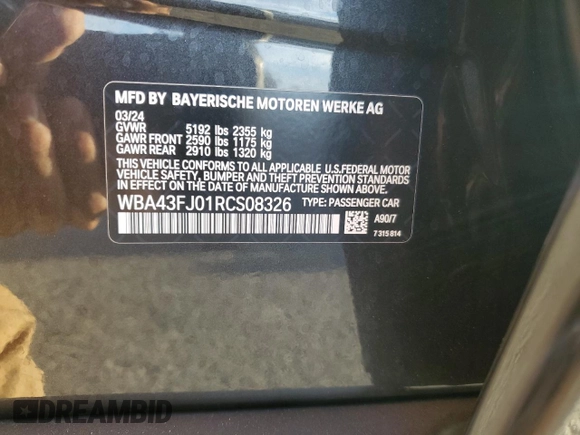 MFD BY BAYERISCHE MOTOREN WERKE AG
03/24
GVWR 5192 lbs 2355 kg
GAWR FRONT 2590 lbs 1175 kg
GAWR REAR 2910 lbs 1320 kg
THIS VEHICLE CONFORMS TO ALL APPLICABLE U.S.FEDERAL MOTOR
VEHICLE SAFETY, BUMPER, AND THEFT PREVENTION STANDARDS
IN EFFECT ON THE DATE OF MANUFACTURE SHOWN ABOVE.
WBA43FJ01RCS08326 TYPE: PASSENGER CAR
A90/7
7 315 814
DREAMBID